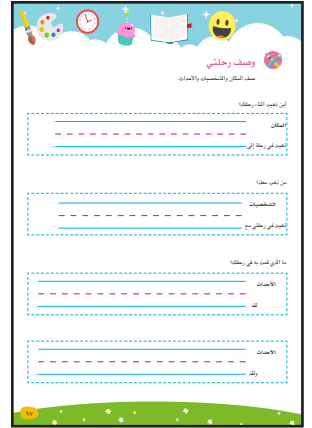 وصف رحلتي
صف المكان والشخصيات والأحداث.
أين ذهبت أثناء رحلتك؟
المكان
ذهبت في رحلة إلى
من ذهب معك؟
الشخصيات
ذهبت في رحلتي مع
ما الذي قمت به في رحلتك؟
الأحداث
لقد
الأحداث
ولقد
٩٧